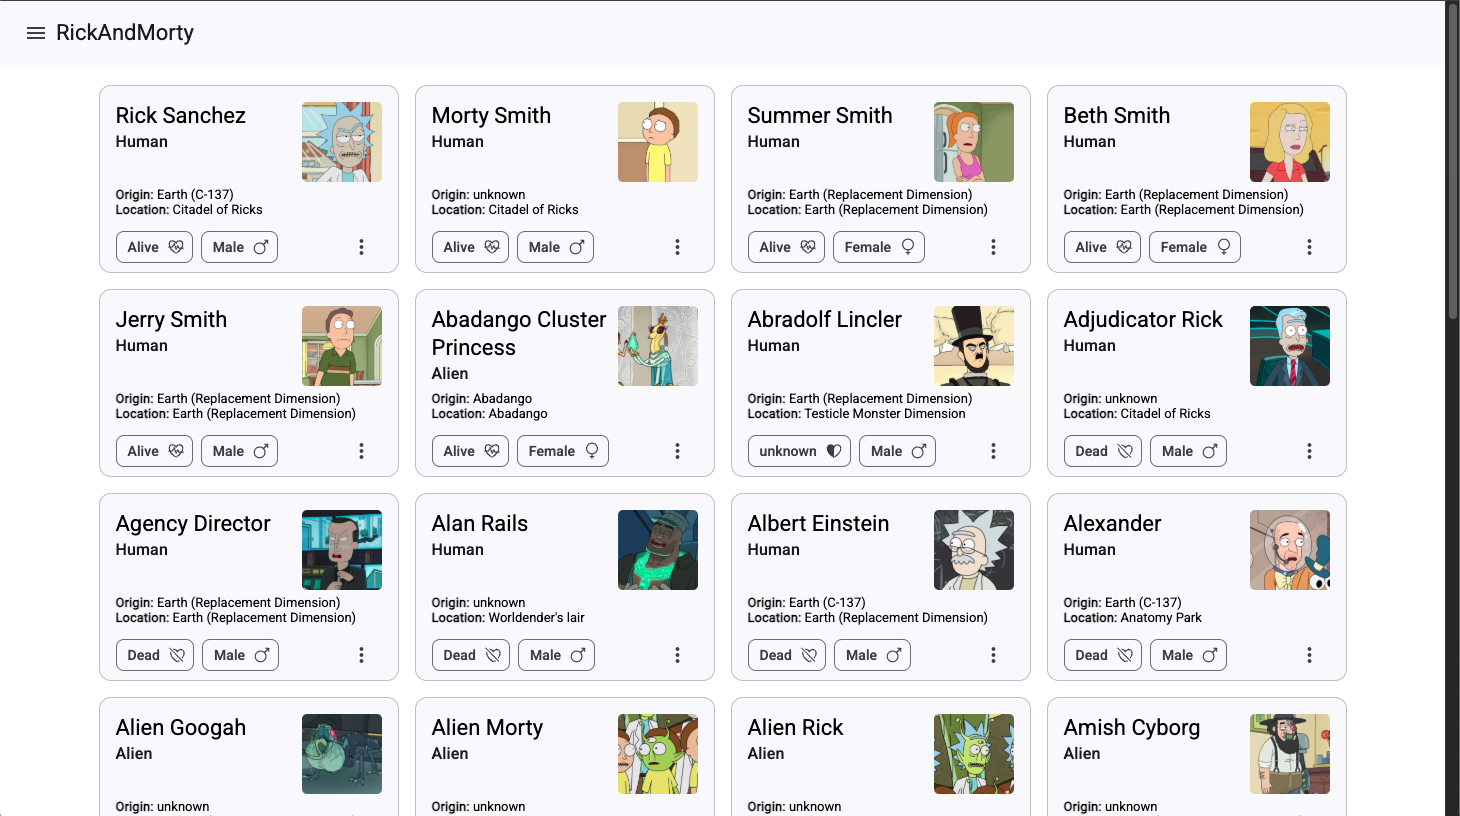 RickAndMorty
Rick Sanchez
Human
Origin: Earth (C-137)
Location: Citadel of Ricks
Alive
Male
Morty Smith
Human
Origin: unknown
Location: Citadel of Ricks
Alive
Male
Summer Smith
Human
Origin: Earth (Replacement Dimension)
Location: Earth (Replacement Dimension)
Alive
Female
Beth Smith
Human
Origin: Earth (Replacement Dimension)
Location: Earth (Replacement Dimension)
Alive
Female
Jerry Smith
Human
Origin: Earth (Replacement Dimension)
Location: Earth (Replacement Dimension)
Alive
Male
Abadango Cluster
Princess
Alien
Origin: Abadango
Location: Abadango
Alive
Female
Abradolf Lincler
Human
Origin: Earth (Replacement Dimension)
Location: Testicle Monster Dimension
unknown
Male
Adjudicator Rick
Human
Origin: unknown
Location: Citadel of Ricks
Dead
Male
Agency Director
Human
Origin: Earth (Replacement Dimension)
Location: Earth (Replacement Dimension)
Dead
Male
Alan Rails
Human
Origin: unknown
Location: Worldender's lair
Dead
Male
Albert Einstein
Human
Origin: Earth (C-137)
Location: Earth (Replacement Dimension)
Dead
Male
Alexander
Human
Origin: Earth (C-137)
Location: Anatomy Park
Dead
Male
Alien Googah
Alien
Origin: unknown
Alien Morty
Alien
Origin: unknown
Alien Rick
Alien
Origin: unknown
Amish Cyborg
Alien
Origin: unknown